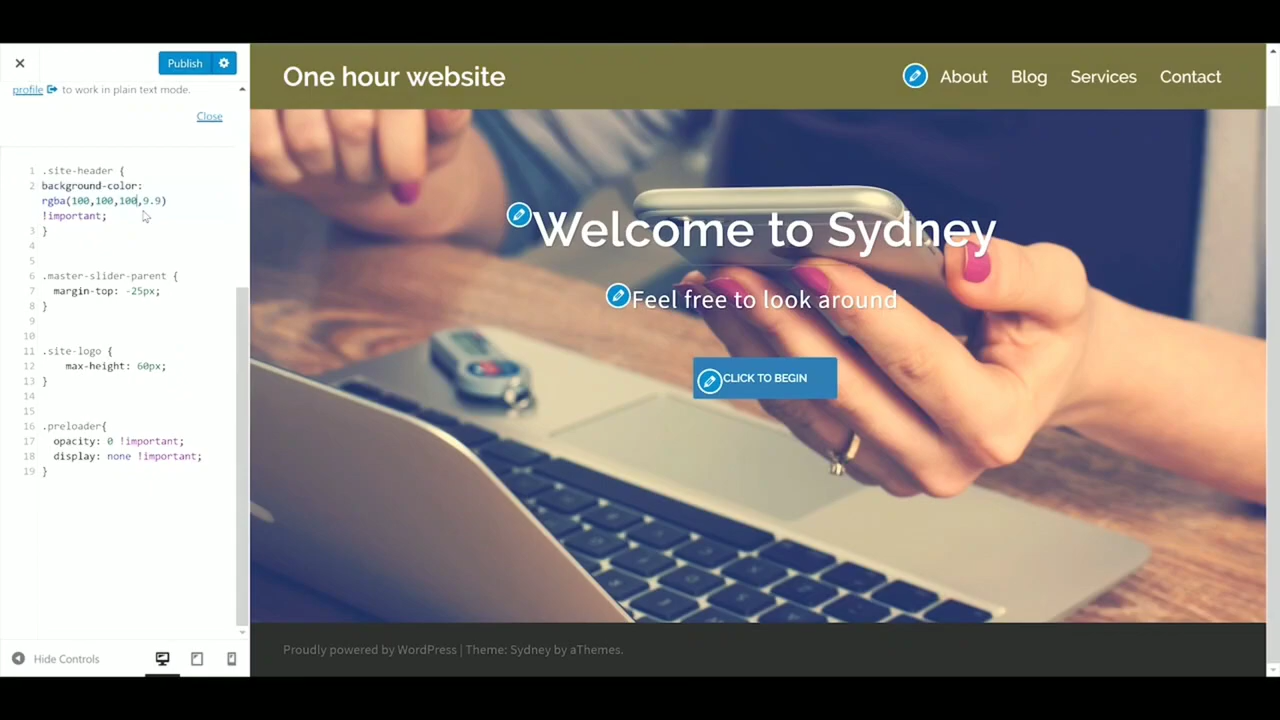 Publish
profile to work in plain text mode.
Close
1 .site-header {
2 background-color:
rgba(100,100,100,9.9)
!important;
3 }
4
5
6 .master-slider-parent {
7 margin-top: -25px;
8 }
9
10
11 .site-logo {
12 max-height: 60px;
13 }
14
15
16 .preloader{
17 opacity: 0 !important;
18 display: none !important;
19 }
Hide Controls
One hour website
About Blog Services Contact
Welcome to Sydney
Feel free to look around
CLICK TO BEGIN
Proudly powered by WordPress | Theme: Sydney by aThemes.